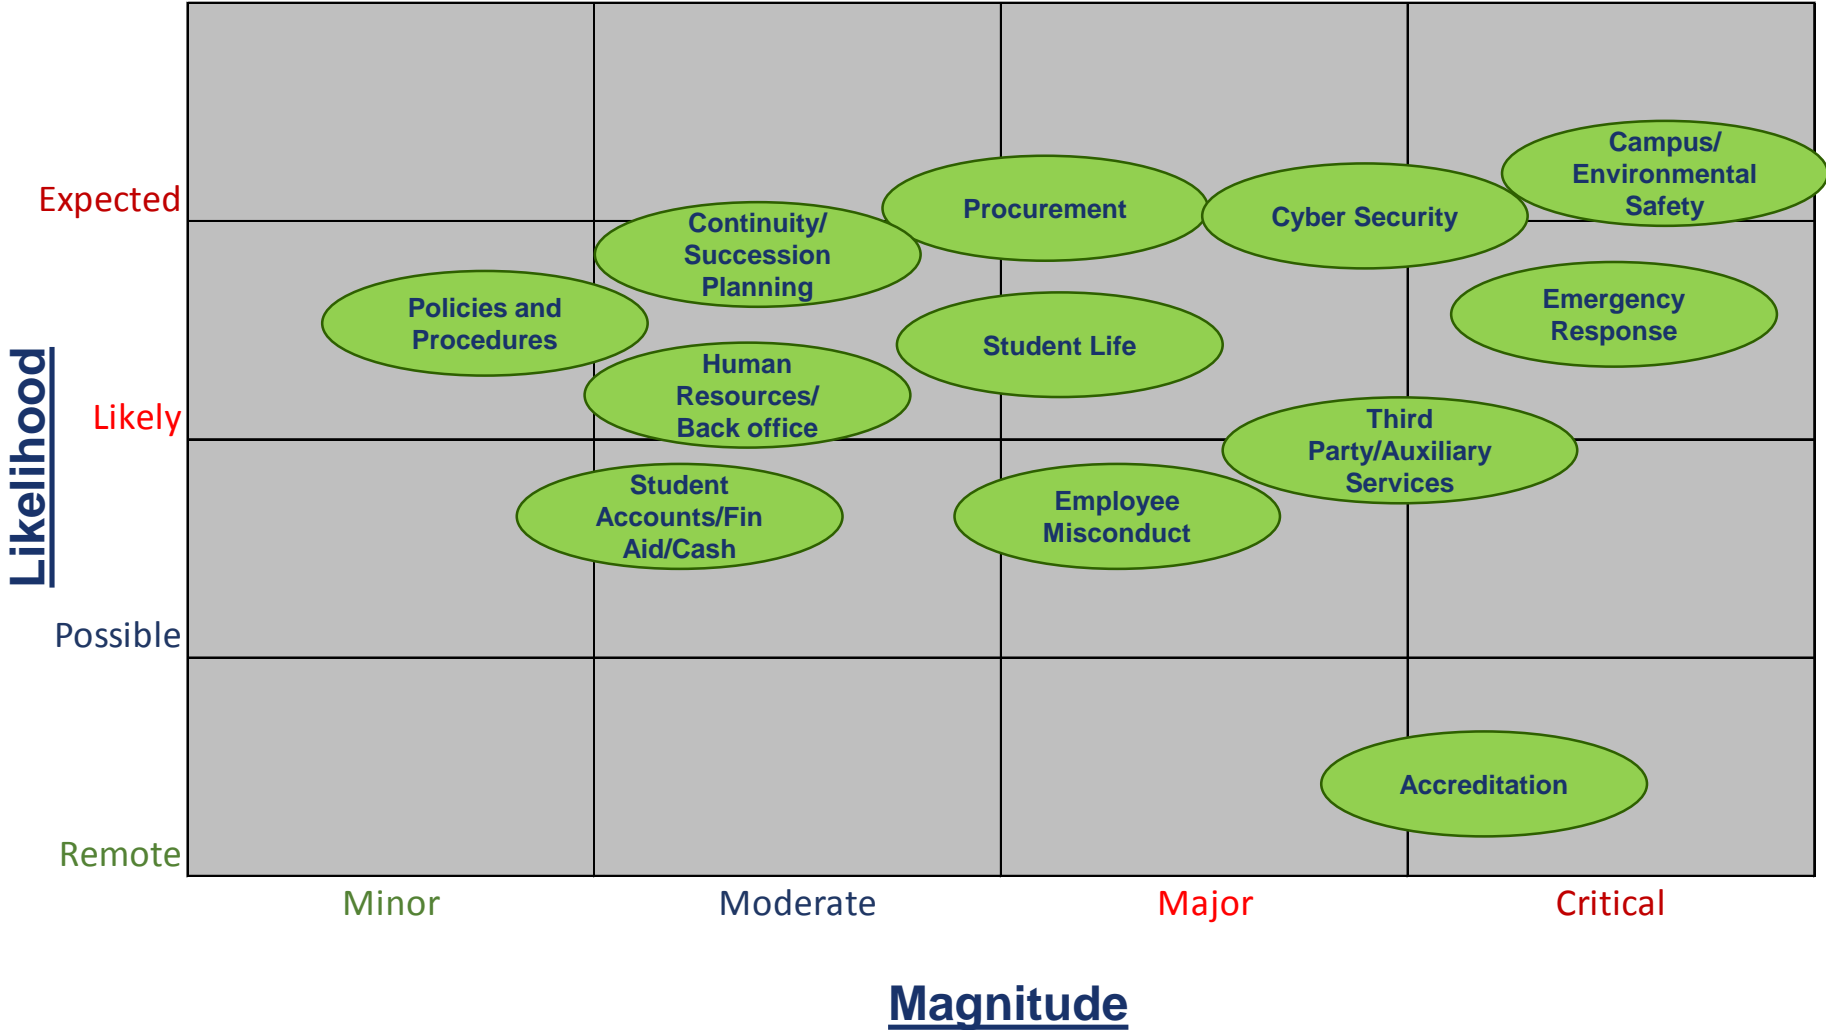 Campus/
Environmental
Safety
Expected
Procurement
Cyber Security
Continuity/
Succession
Planning
Policies and
Procedures
Emergency
Response
Student Life
Human
Resources/
Back office
Likelihood
Likely
Third
Party/Auxiliary
Services
Student
Accounts/Fin
Aid/Cash
Employee
Misconduct
Possible
Accreditation
Remote
Minor
Moderate
Major
Critical
Magnitude